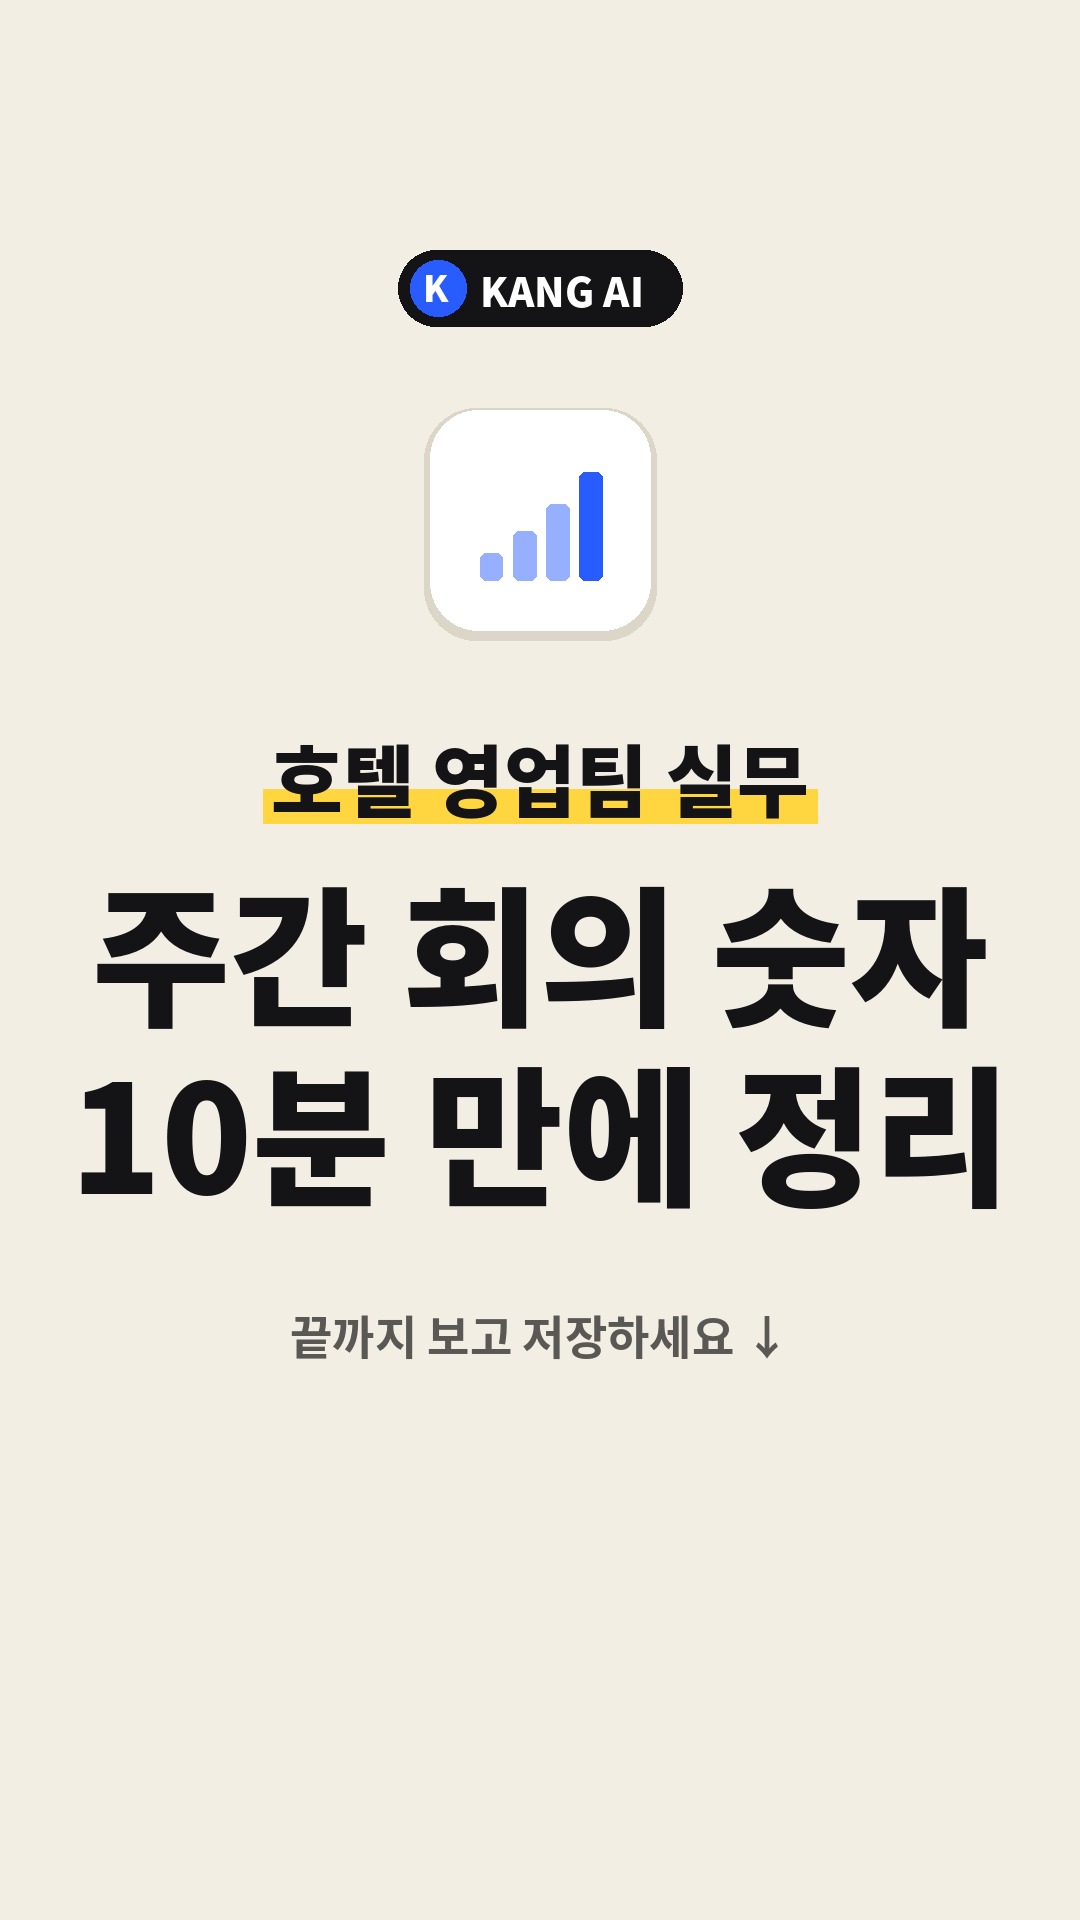 K KANG AI
호텔 영업팀 실무
주간 회의 숫자
10분 만에 정리
끝까지 보고 저장하세요 ↓